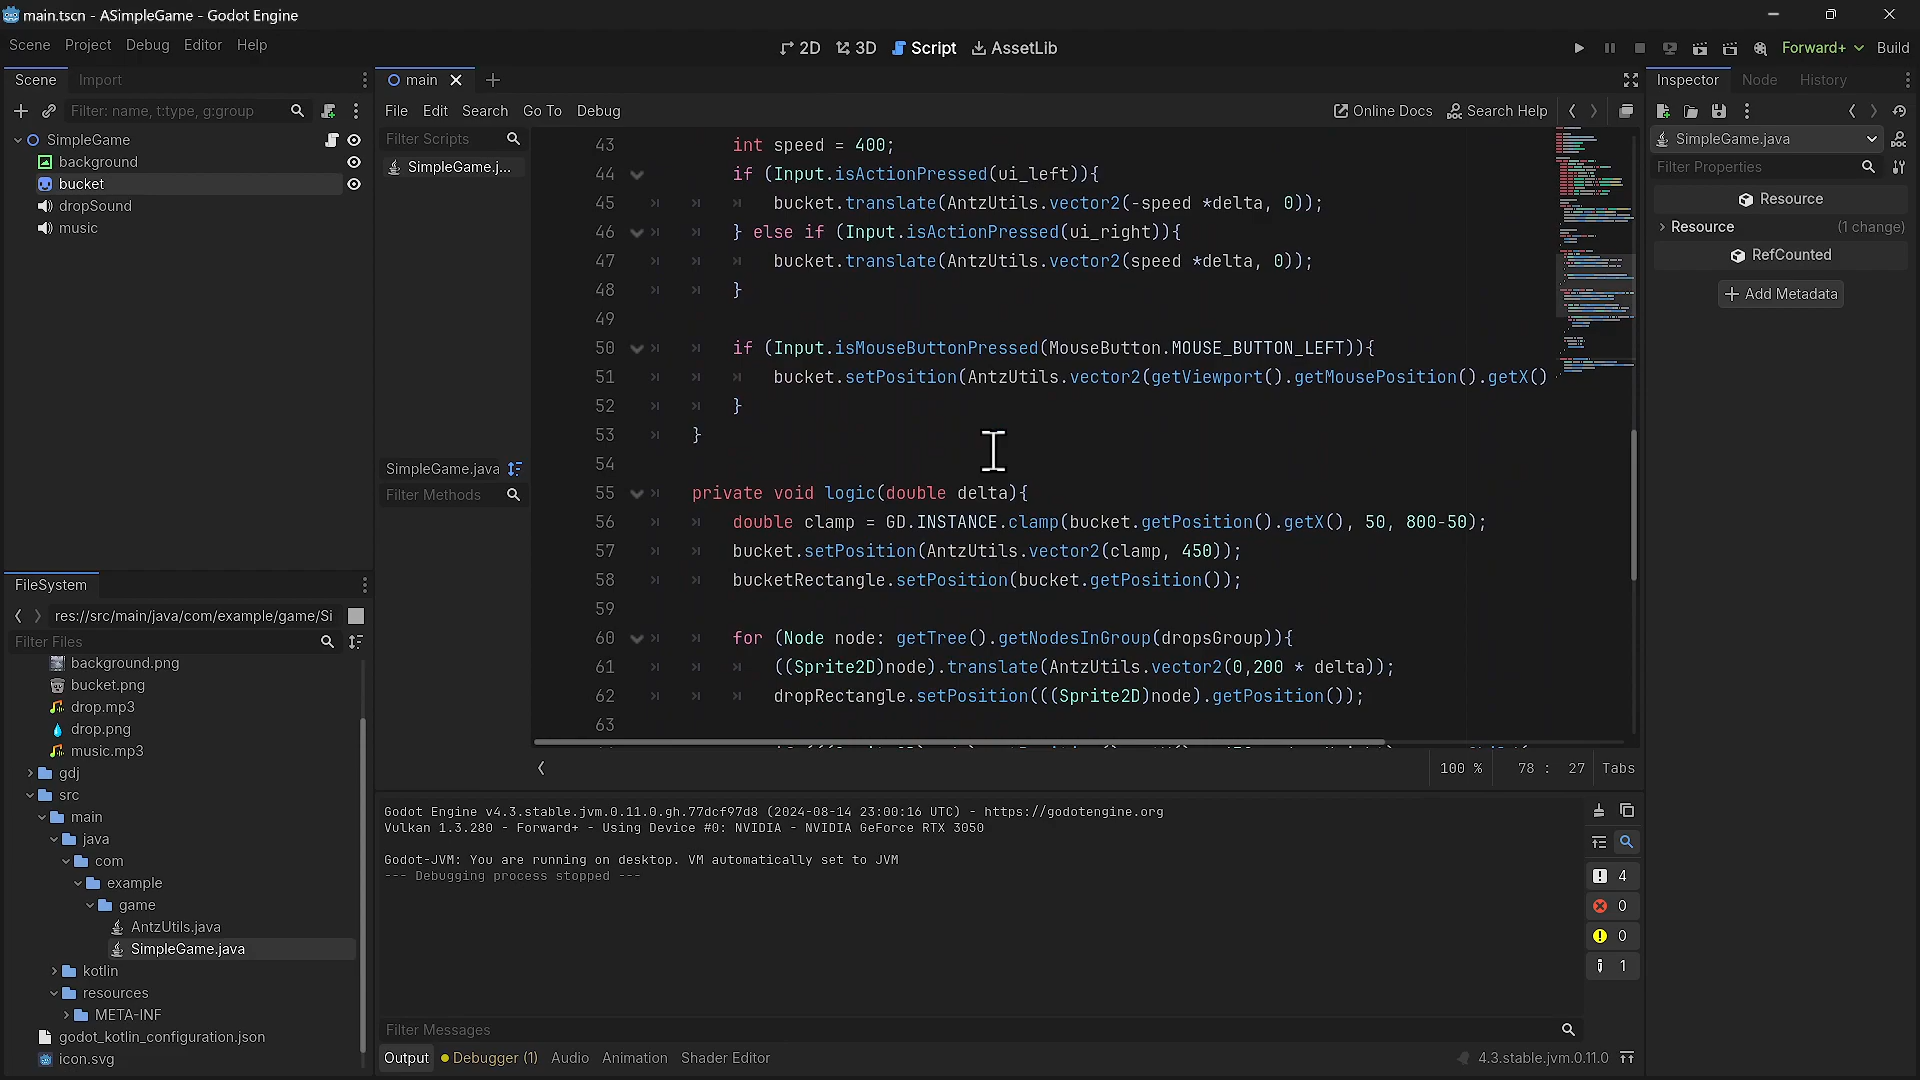 main.tscn - ASimpleGame - Godot Engine
Scene Project Debug Editor Help
2D 3D Script AssetLib
Forward+ Build
Scene Import
Filter: name, t:type, g:group
SimpleGame
background
bucket
dropSound
music
FileSystem
res://src/main/java/com/example/game/Si
Filter Files
background.png
bucket.png
drop.mp3
drop.png
music.mp3
gdj
src
main
java
com
example
game
AntzUtils.java
SimpleGame.java
kotlin
resources
META-INF
godot_kotlin_configuration.json
icon.svg
main
File Edit Search Go To Debug
Online Docs Search Help
Filter Scripts
SimpleGame.j...
SimpleGame.java
Filter Methods
43 int speed = 400;
44 if (Input.isActionPressed(ui_left)){
45 bucket.translate(AntzUtils.vector2(-speed *delta, 0));
46 } else if (Input.isActionPressed(ui_right)){
47 bucket.translate(AntzUtils.vector2(speed *delta, 0));
48 }
49
50 if (Input.isMouseButtonPressed(MouseButton.MOUSE_BUTTON_LEFT)){
51 bucket.setPosition(AntzUtils.vector2(getViewport().getMousePosition().getX()
52 }
53 }
54
55 private void logic(double delta){
56 double clamp = GD.INSTANCE.clamp(bucket.getPosition().getX(), 50, 800-50);
57 bucket.setPosition(AntzUtils.vector2(clamp, 450));
58 bucketRectangle.setPosition(bucket.getPosition());
59
60 for (Node node: getTree().getNodesInGroup(dropsGroup)){
61 ((Sprite2D)node).translate(AntzUtils.vector2(0,200 * delta));
62 dropRectangle.setPosition(((Sprite2D)node).getPosition());
63
100 % 78 : 27 Tabs
Godot Engine v4.3.stable.jvm.0.11.0.gh.77dcf97d8 (2024-08-14 23:00:16 UTC) - https://godotengine.org
Vulkan 1.3.280 - Forward+ - Using Device #0: NVIDIA - NVIDIA GeForce RTX 3050
Godot-JVM: You are running on desktop. VM automatically set to JVM
--- Debugging process stopped ---
4
0
0
1
Filter Messages
Output Debugger (1) Audio Animation Shader Editor
4.3.stable.jvm.0.11.0
Inspector Node History
SimpleGame.java
Filter Properties
Resource
Resource (1 change)
RefCounted
Add Metadata